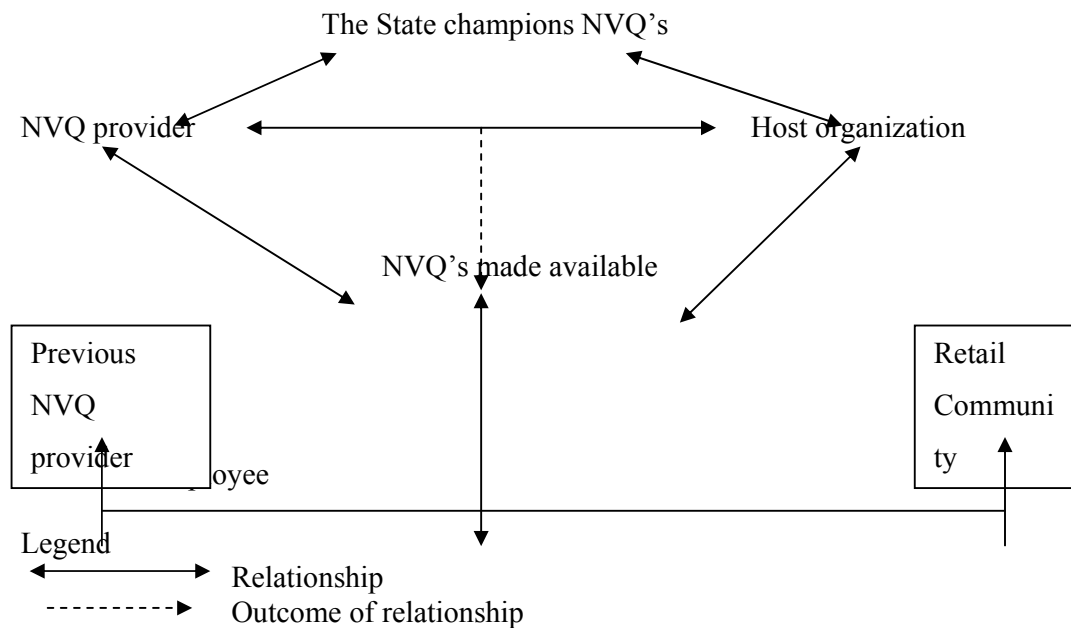 The State champions NVQ’s
NVQ provider
Host organization
NVQ’s made available
Previous
NVQ
provider
Retail
Communi
ty
Legend
Relationship
Outcome of relationship